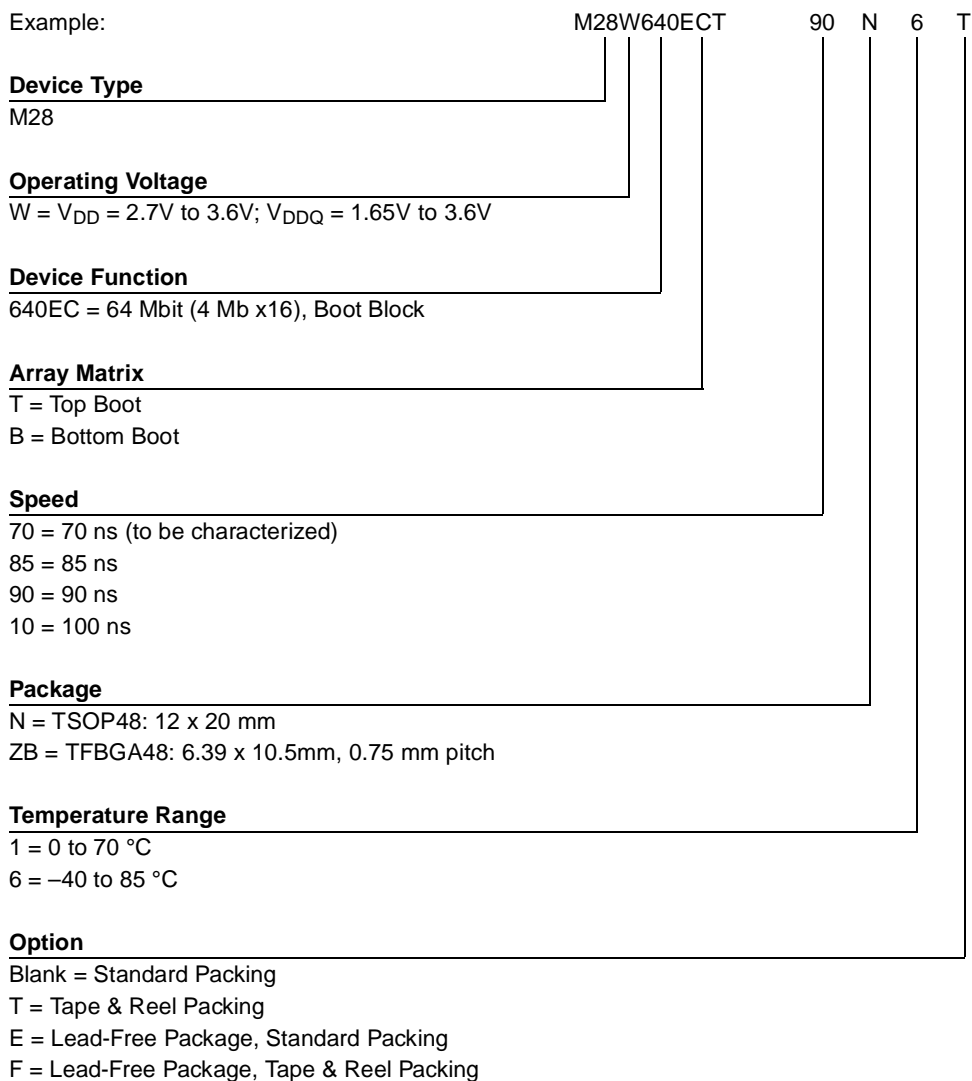 Example: M28W640ECT 90 N 6 T
Device Type
M28
Operating Voltage
W = VDD = 2.7V to 3.6V; VDDQ = 1.65V to 3.6V
Device Function
640EC = 64 Mbit (4 Mb x16), Boot Block
Array Matrix
T = Top Boot
B = Bottom Boot
Speed
70 = 70 ns (to be characterized)
85 = 85 ns
90 = 90 ns
10 = 100 ns
Package
N = TSOP48: 12 x 20 mm
ZB = TFBGA48: 6.39 x 10.5mm, 0.75 mm pitch
Temperature Range
1 = 0 to 70 °C
6 = –40 to 85 °C
Option
Blank = Standard Packing
T = Tape & Reel Packing
E = Lead-Free Package, Standard Packing
F = Lead-Free Package, Tape & Reel Packing